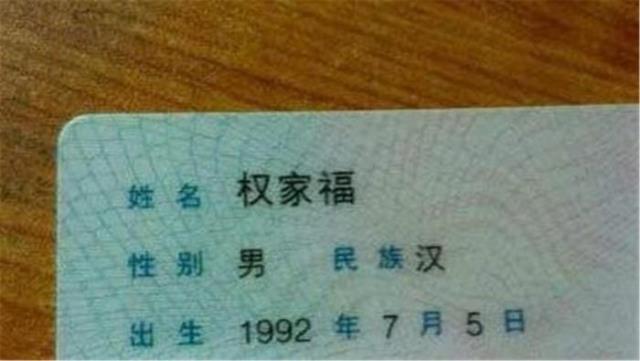 姓名 权家福
性别 男 民族 汉
出生 1992 年 7 月 5 日